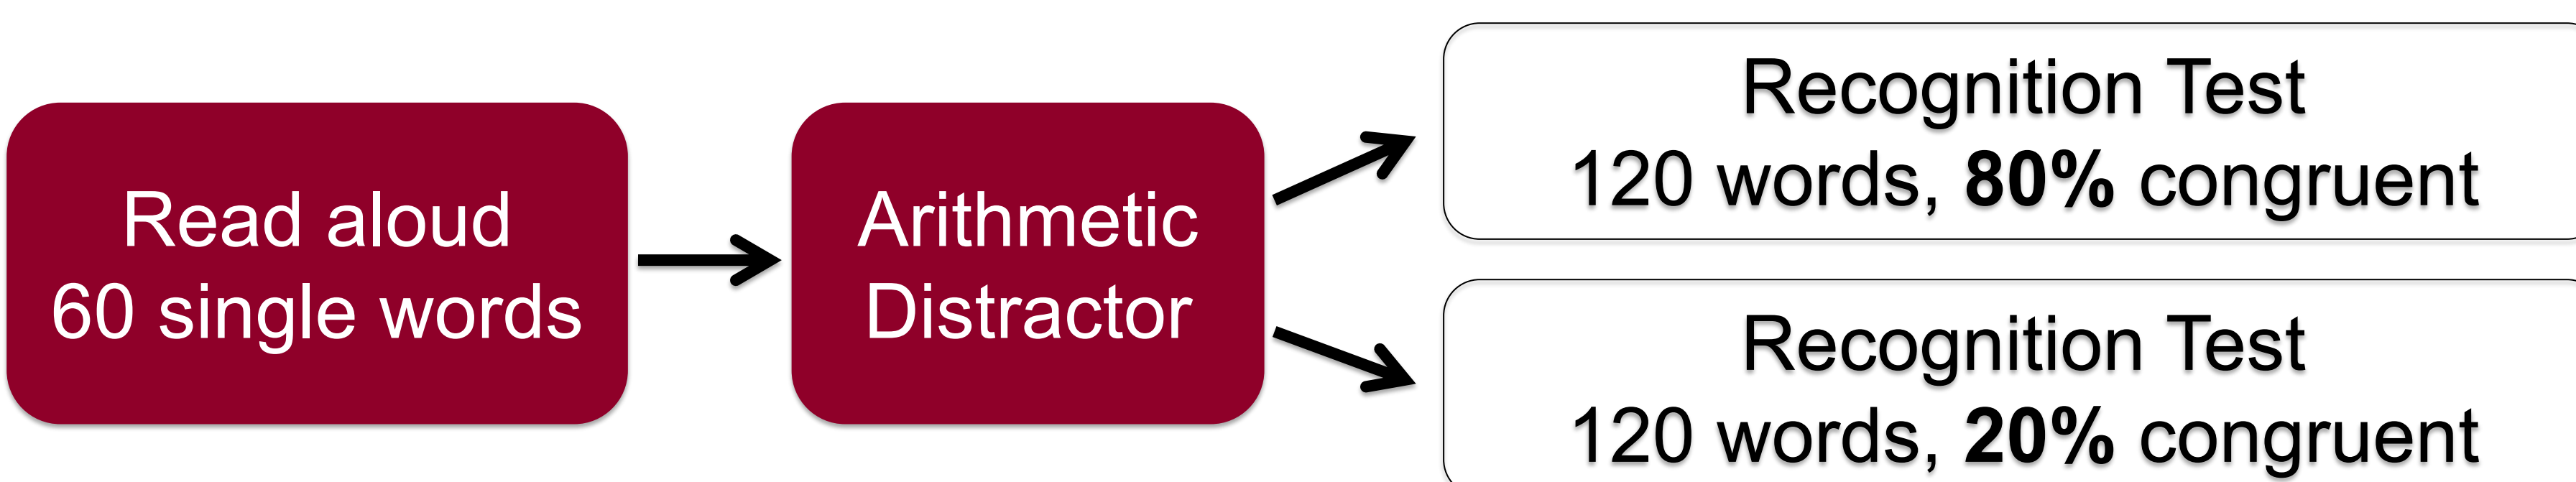 Read aloud
60 single words
Arithmetic
Distractor
Recognition Test
120 words, 80% congruent
Recognition Test
120 words, 20% congruent